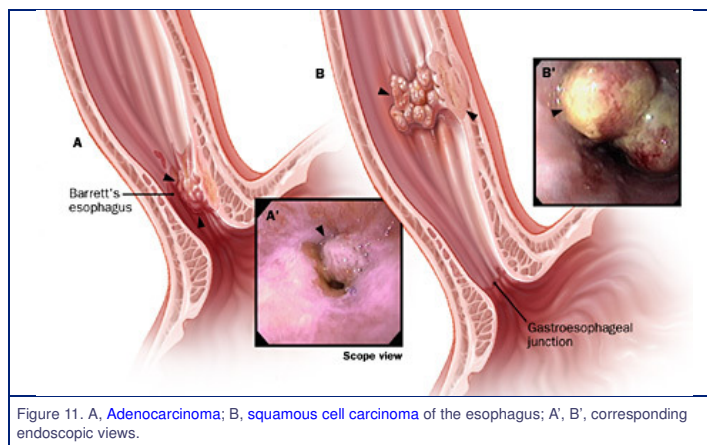 A
B
B'
Barrett's
esophagus
A'
Scope view
Gastroesophageal
junction
Figure 11. A, Adenocarcinoma; B, squamous cell carcinoma of the esophagus; A', B', corresponding
endoscopic views.